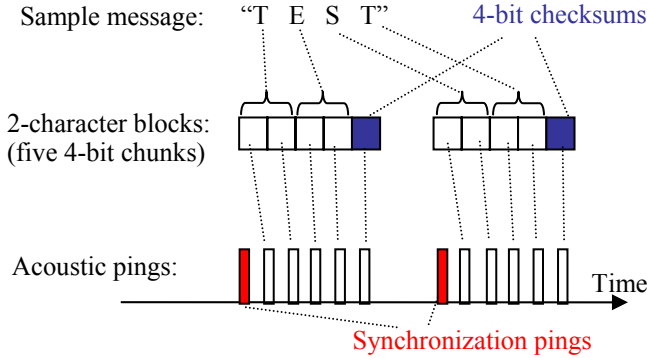 Sample message: “T E S T” 4-bit checksums
2-character blocks:
(five 4-bit chunks)
Acoustic pings:
Time
Synchronization pings